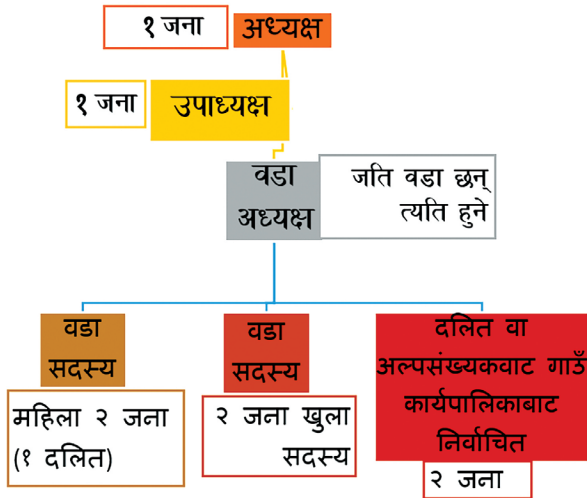 १ जना
अध्यक्ष
१ जना
उपाध्यक्ष
वडा
अध्यक्ष
जति वडा छन्
त्यति हुने
वडा
सदस्य
महिला २ जना
(१ दलित)
वडा
सदस्य
२ जना खुला
सदस्य
दलित वा
अल्पसंख्यकवाट गाउँ
कार्यपालिकाबाट
निर्वाचित
२ जना